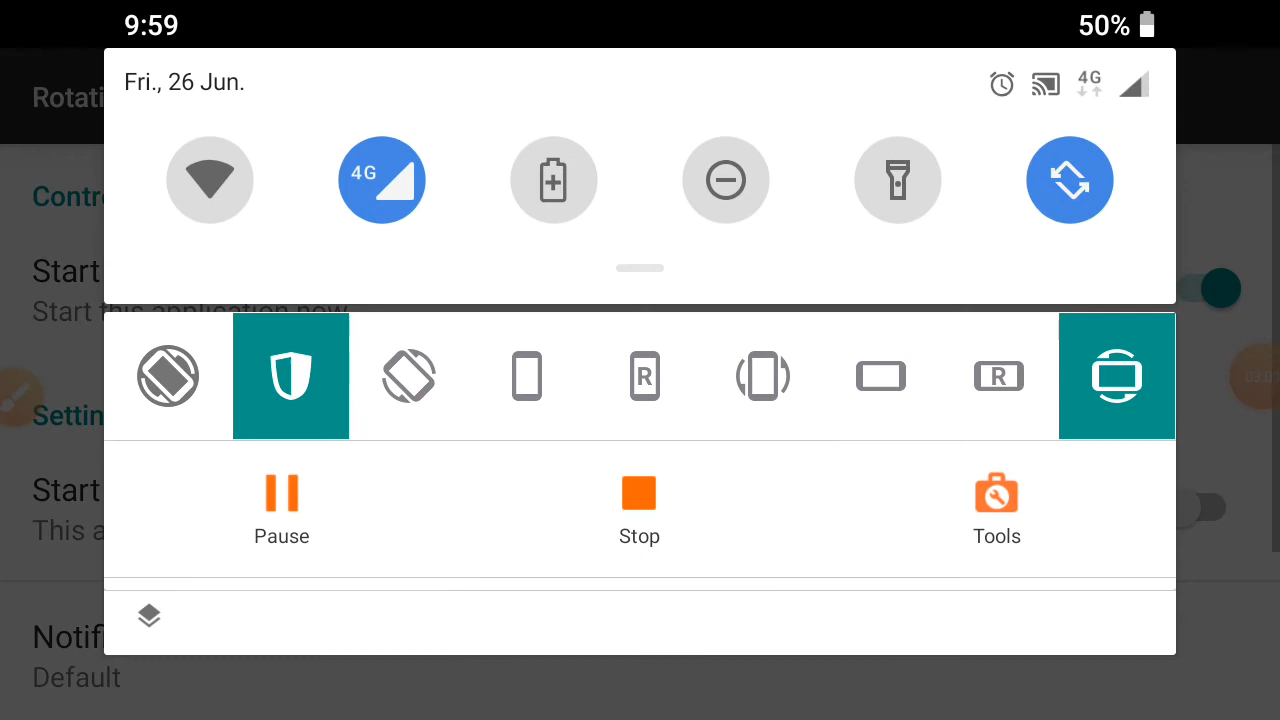 9:59
50%
Fri., 26 Jun.
4G
Rotati
4G
Contro
Start
Start this application now
R
R
Settin
Start
This a
Pause
Stop
Tools
Notifi
Default